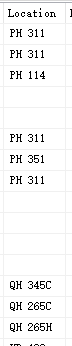 Location
PH 311
PH 311
PH 114
PH 311
PH 351
PH 311
QH 345C
QH 265C
QH 265H